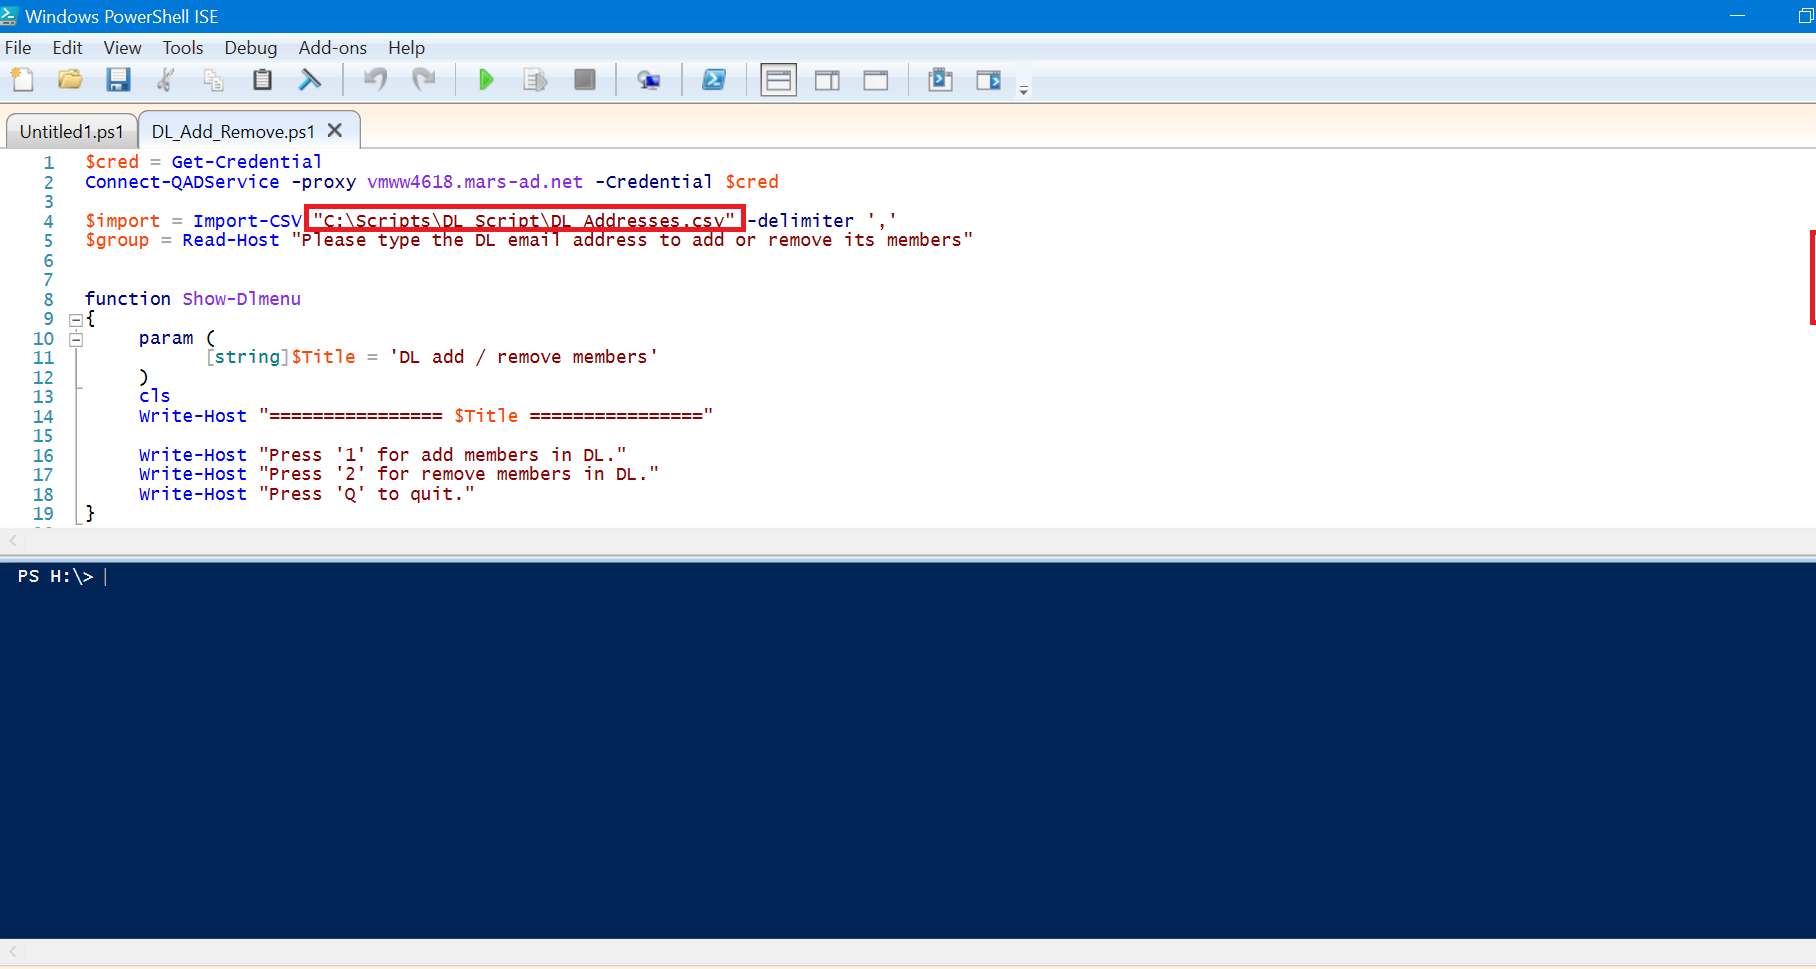 Windows PowerShell ISE
File Edit View Tools Debug Add-ons Help
Untitled1.ps1 DL_Add_Remove.ps1
1 $cred = Get-Credential
2 Connect-QADService -proxy vmww4618.mars-ad.net -Credential $cred
3
4 $import = Import-CSV "C:\Scripts\DL_Script\DL_Addresses.csv" -delimiter ','
5 $group = Read-Host "Please type the DL email address to add or remove its members"
6
7
8 function Show-Dlmenu
9 {
10 param (
11 [string]$Title = 'DL add / remove members'
12 )
13 cls
14 Write-Host "================ $Title ================"
15
16 Write-Host "Press '1' for add members in DL."
17 Write-Host "Press '2' for remove members in DL."
18 Write-Host "Press 'Q' to quit."
19 }
PS H:\>